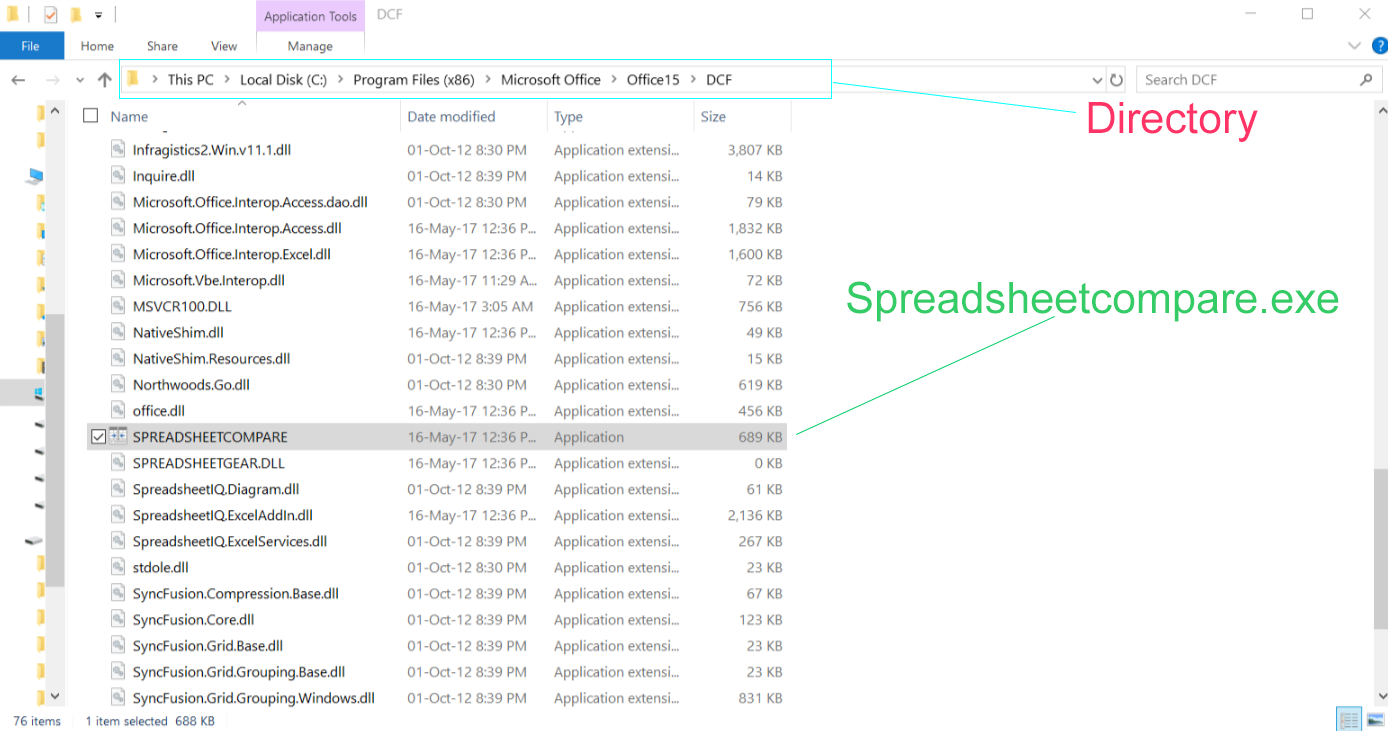 Application Tools DCF
File Home Share View Manage
This PC Local Disk (C:) Program Files (x86) Microsoft Office Office15 DCF Search DCF
Directory
Name Date modified Type Size
Infragistics2.Win.v11.1.dll 01-Oct-12 8:30 PM Application extensi... 3,807 KB
Inquire.dll 01-Oct-12 8:39 PM Application extensi... 14 KB
Microsoft.Office.Interop.Access.dao.dll 01-Oct-12 8:30 PM Application extensi... 79 KB
Microsoft.Office.Interop.Access.dll 16-May-17 12:36 P... Application extensi... 1,832 KB
Microsoft.Office.Interop.Excel.dll 16-May-17 12:36 P... Application extensi... 1,600 KB
Microsoft.Vbe.Interop.dll 16-May-17 11:29 A... Application extensi... 72 KB
Spreadsheetcompare.exe
MSVCR100.DLL 16-May-17 3:05 AM Application extensi... 756 KB
NativeShim.dll 16-May-17 12:36 P... Application extensi... 49 KB
NativeShim.Resources.dll 01-Oct-12 8:39 PM Application extensi... 15 KB
Northwoods.Go.dll 01-Oct-12 8:30 PM Application extensi... 619 KB
office.dll 16-May-17 12:36 P... Application extensi... 456 KB
SPREADSHEETCOMPARE 16-May-17 12:36 P... Application 689 KB
SPREADSHEETGEAR.DLL 16-May-17 12:36 P... Application extensi... 0 KB
SpreadsheetIQ.Diagram.dll 01-Oct-12 8:39 PM Application extensi... 61 KB
SpreadsheetIQ.ExcelAddIn.dll 16-May-17 12:36 P... Application extensi... 2,136 KB
SpreadsheetIQ.ExcelServices.dll 01-Oct-12 8:39 PM Application extensi... 267 KB
stdole.dll 01-Oct-12 8:30 PM Application extensi... 23 KB
SyncFusion.Compression.Base.dll 01-Oct-12 8:39 PM Application extensi... 67 KB
SyncFusion.Core.dll 01-Oct-12 8:39 PM Application extensi... 123 KB
SyncFusion.Grid.Base.dll 01-Oct-12 8:39 PM Application extensi... 23 KB
SyncFusion.Grid.Grouping.Base.dll 01-Oct-12 8:39 PM Application extensi... 23 KB
SyncFusion.Grid.Grouping.Windows.dll 01-Oct-12 8:39 PM Application extensi... 831 KB
76 items 1 item selected 688 KB